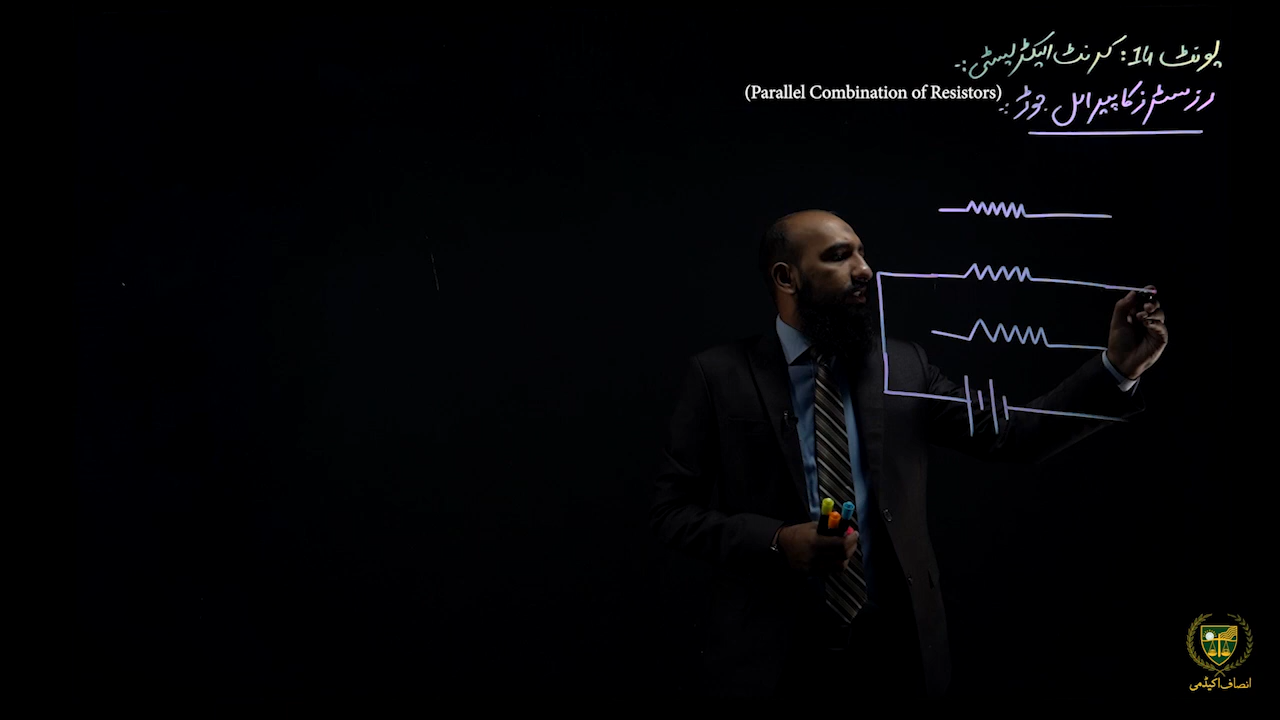 یونٹ 14: کرنٹ الیکٹریسٹی :۔
(Parallel Combination of Resistors) رزسٹرز کا پیرالل جوڑ :۔
انصاف اکیڈمی